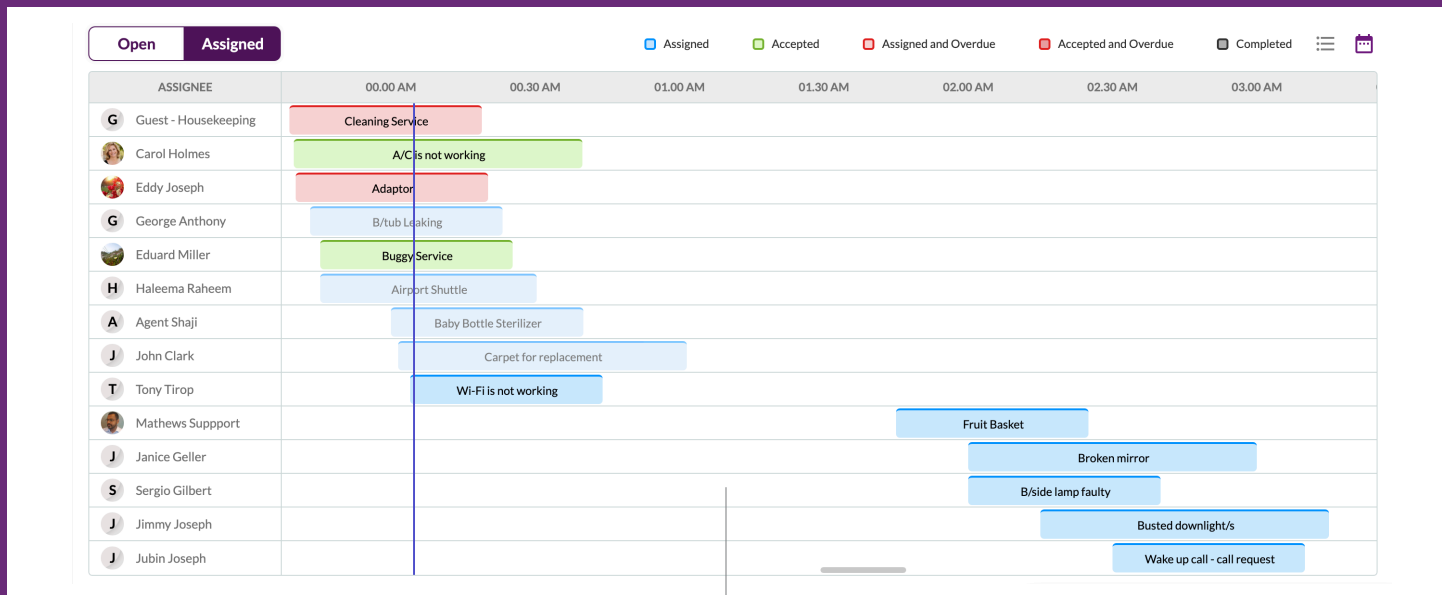 Open Assigned Assigned Accepted Assigned and Overdue Accepted and Overdue Completed
ASSIGNEE 00.00 AM 00.30 AM 01.00 AM 01.30 AM 02.00 AM 02.30 AM 03.00 AM
G Guest - Housekeeping Cleaning Service
Carol Holmes A/C is not working
Eddy Joseph Adaptor
G George Anthony B/tub Leaking
Eduard Miller Buggy Service
H Haleema Raheem Airport Shuttle
A Agent Shaji Baby Bottle Sterilizer
J John Clark Carpet for replacement
T Tony Tirop Wi-Fi is not working
Mathews Suppport Fruit Basket
J Janice Geller Broken mirror
S Sergio Gilbert B/side lamp faulty
J Jimmy Joseph Busted downlight/s
J Jubin Joseph Wake up call - call request